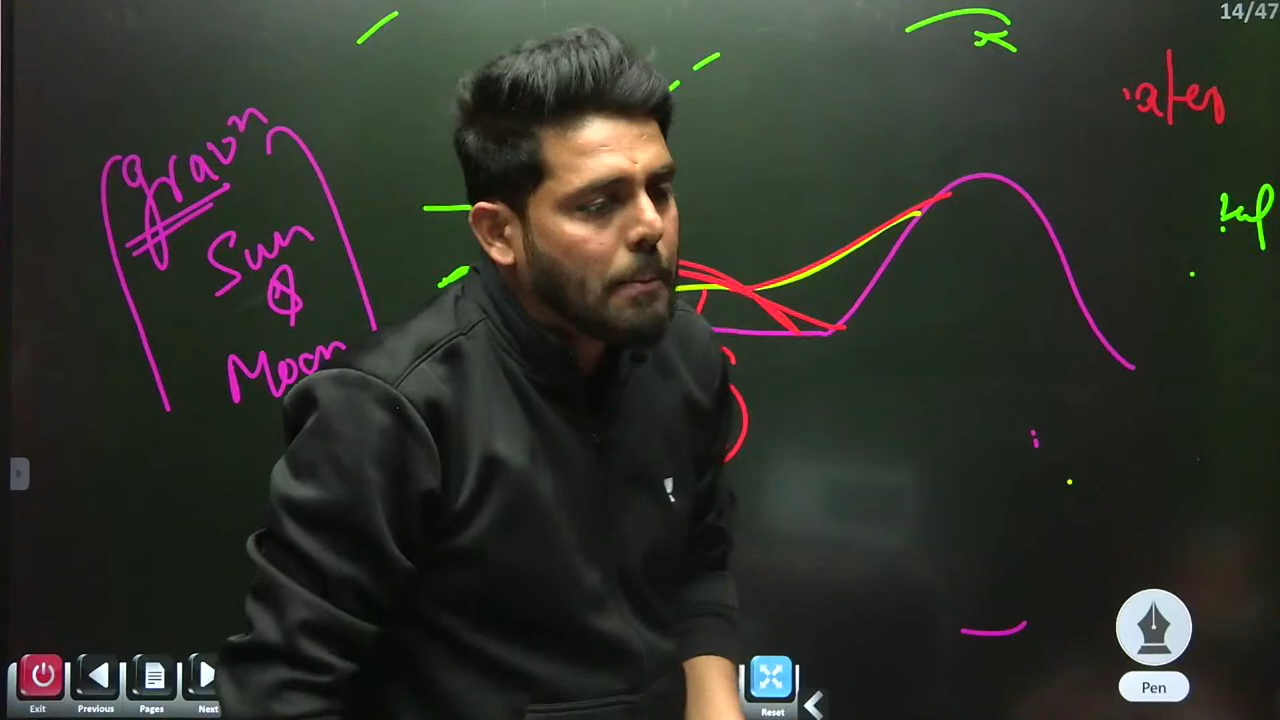 14/47
gravn
Sun
&
Moon
Exit
Previous
Pages
Next
Reset
Pen